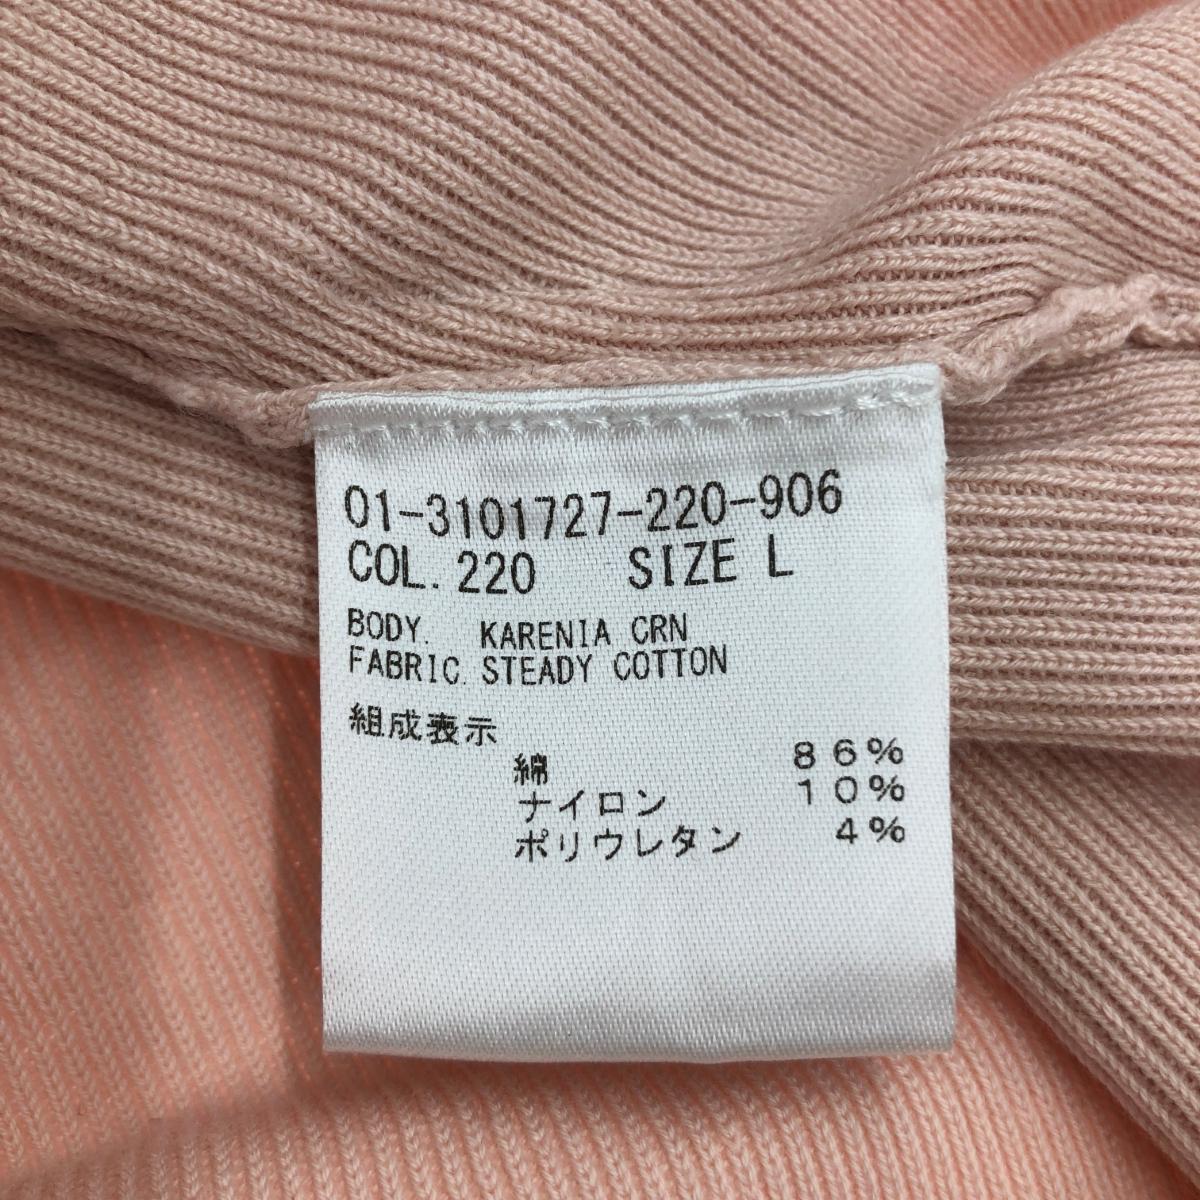 01-3101727-220-906
COL. 220 SIZE L
BODY. KARENIA CRN
FABRIC. STEADY COTTON
組成表示
綿 86%
ナイロン 10%
ポリウレタン 4%